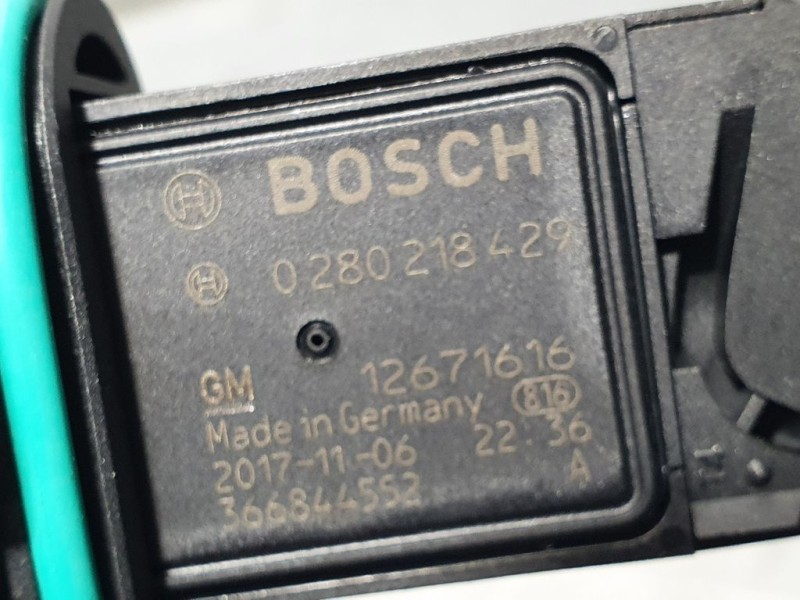 BOSCH
0 280 218 429
GM 12671616
Made in Germany 816
2017-11-06 22:36
366844552 A